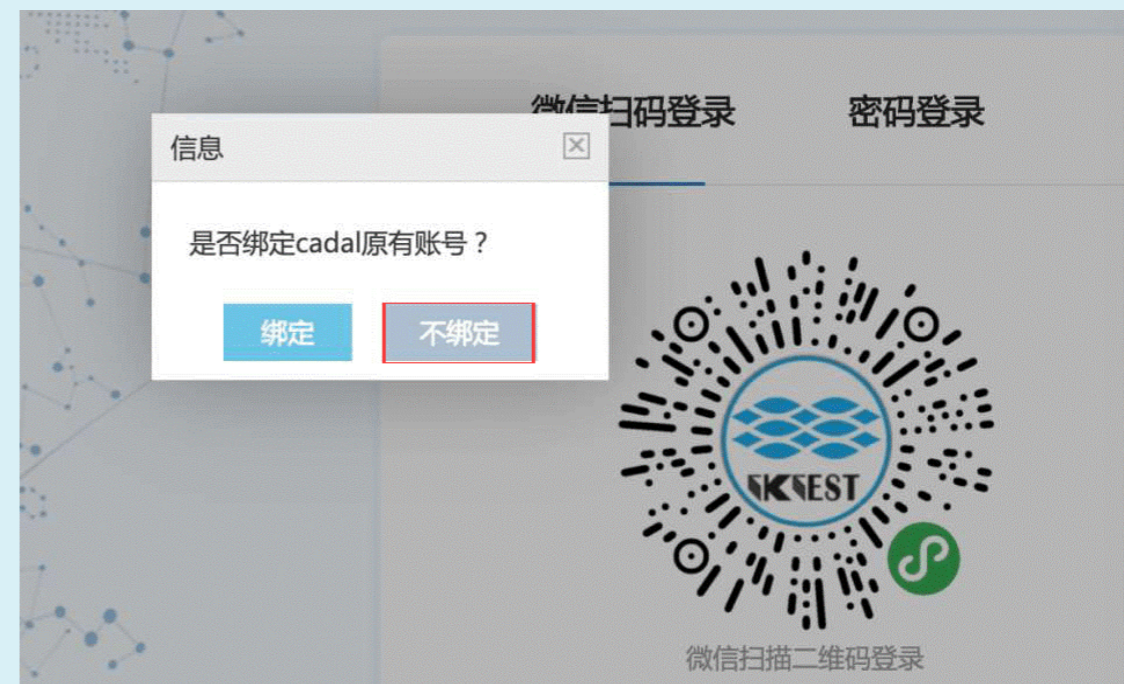 微信扫码登录 密码登录
信息
是否绑定cadal原有账号？
绑定 不绑定
IKCEST
微信扫描二维码登录